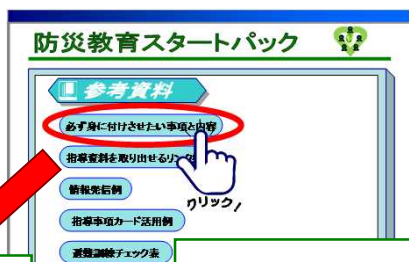 防災教育スタートパック
参考資料
必ず身に付けさせたい事項と内容
指導資料を取り出せるリンク
クリック!
情報発信例
指導事項カード活用例
避難訓練チェック表